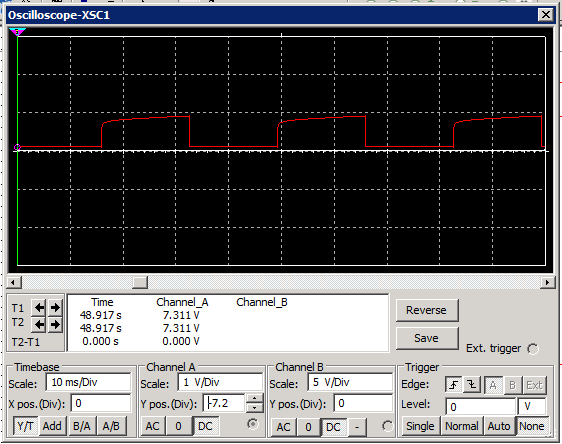 Oscilloscope-XSC1
Time Channel_A Channel_B
T1 48.917 s 7.311 V
T2 48.917 s 7.311 V
T2-T1 0.000 s 0.000 V
Reverse
Save
Ext. trigger
Timebase
Scale: 10 ms/Div
X pos.(Div): 0
Y/T Add B/A A/B
Channel A
Scale: 1 V/Div
Y pos.(Div): -7.2
AC 0 DC
Channel B
Scale: 5 V/Div
Y pos.(Div): 0
AC 0 DC -
Trigger
Edge: A B Ext
Level: 0 V
Single Normal Auto None